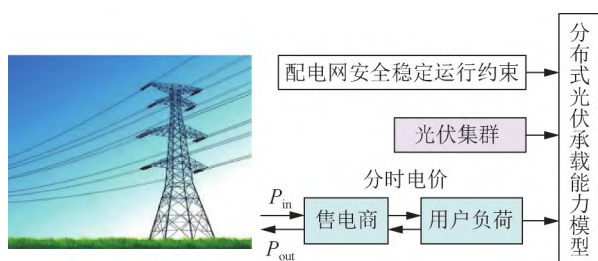 配电网安全稳定运行约束
光伏集群
分时电价
P_in
售电商
用户负荷
P_out
分布式光伏承载能力模型